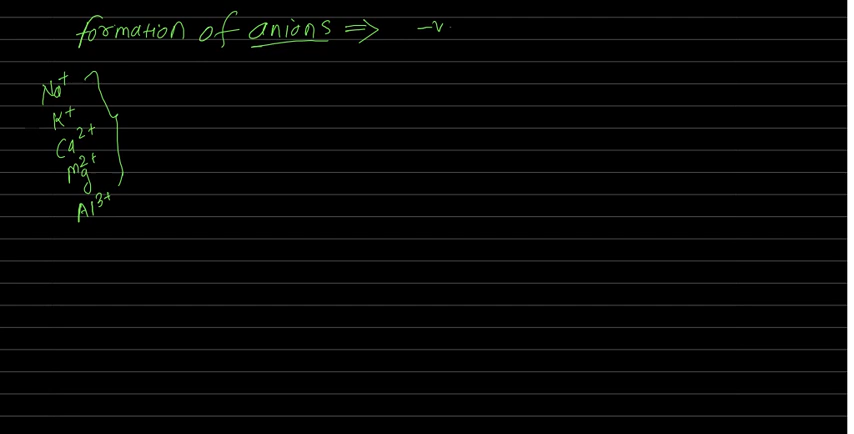 formation of anions ⇒ -v.
Na⁺
K⁺
Ca²⁺
Mg²⁺
Al³⁺